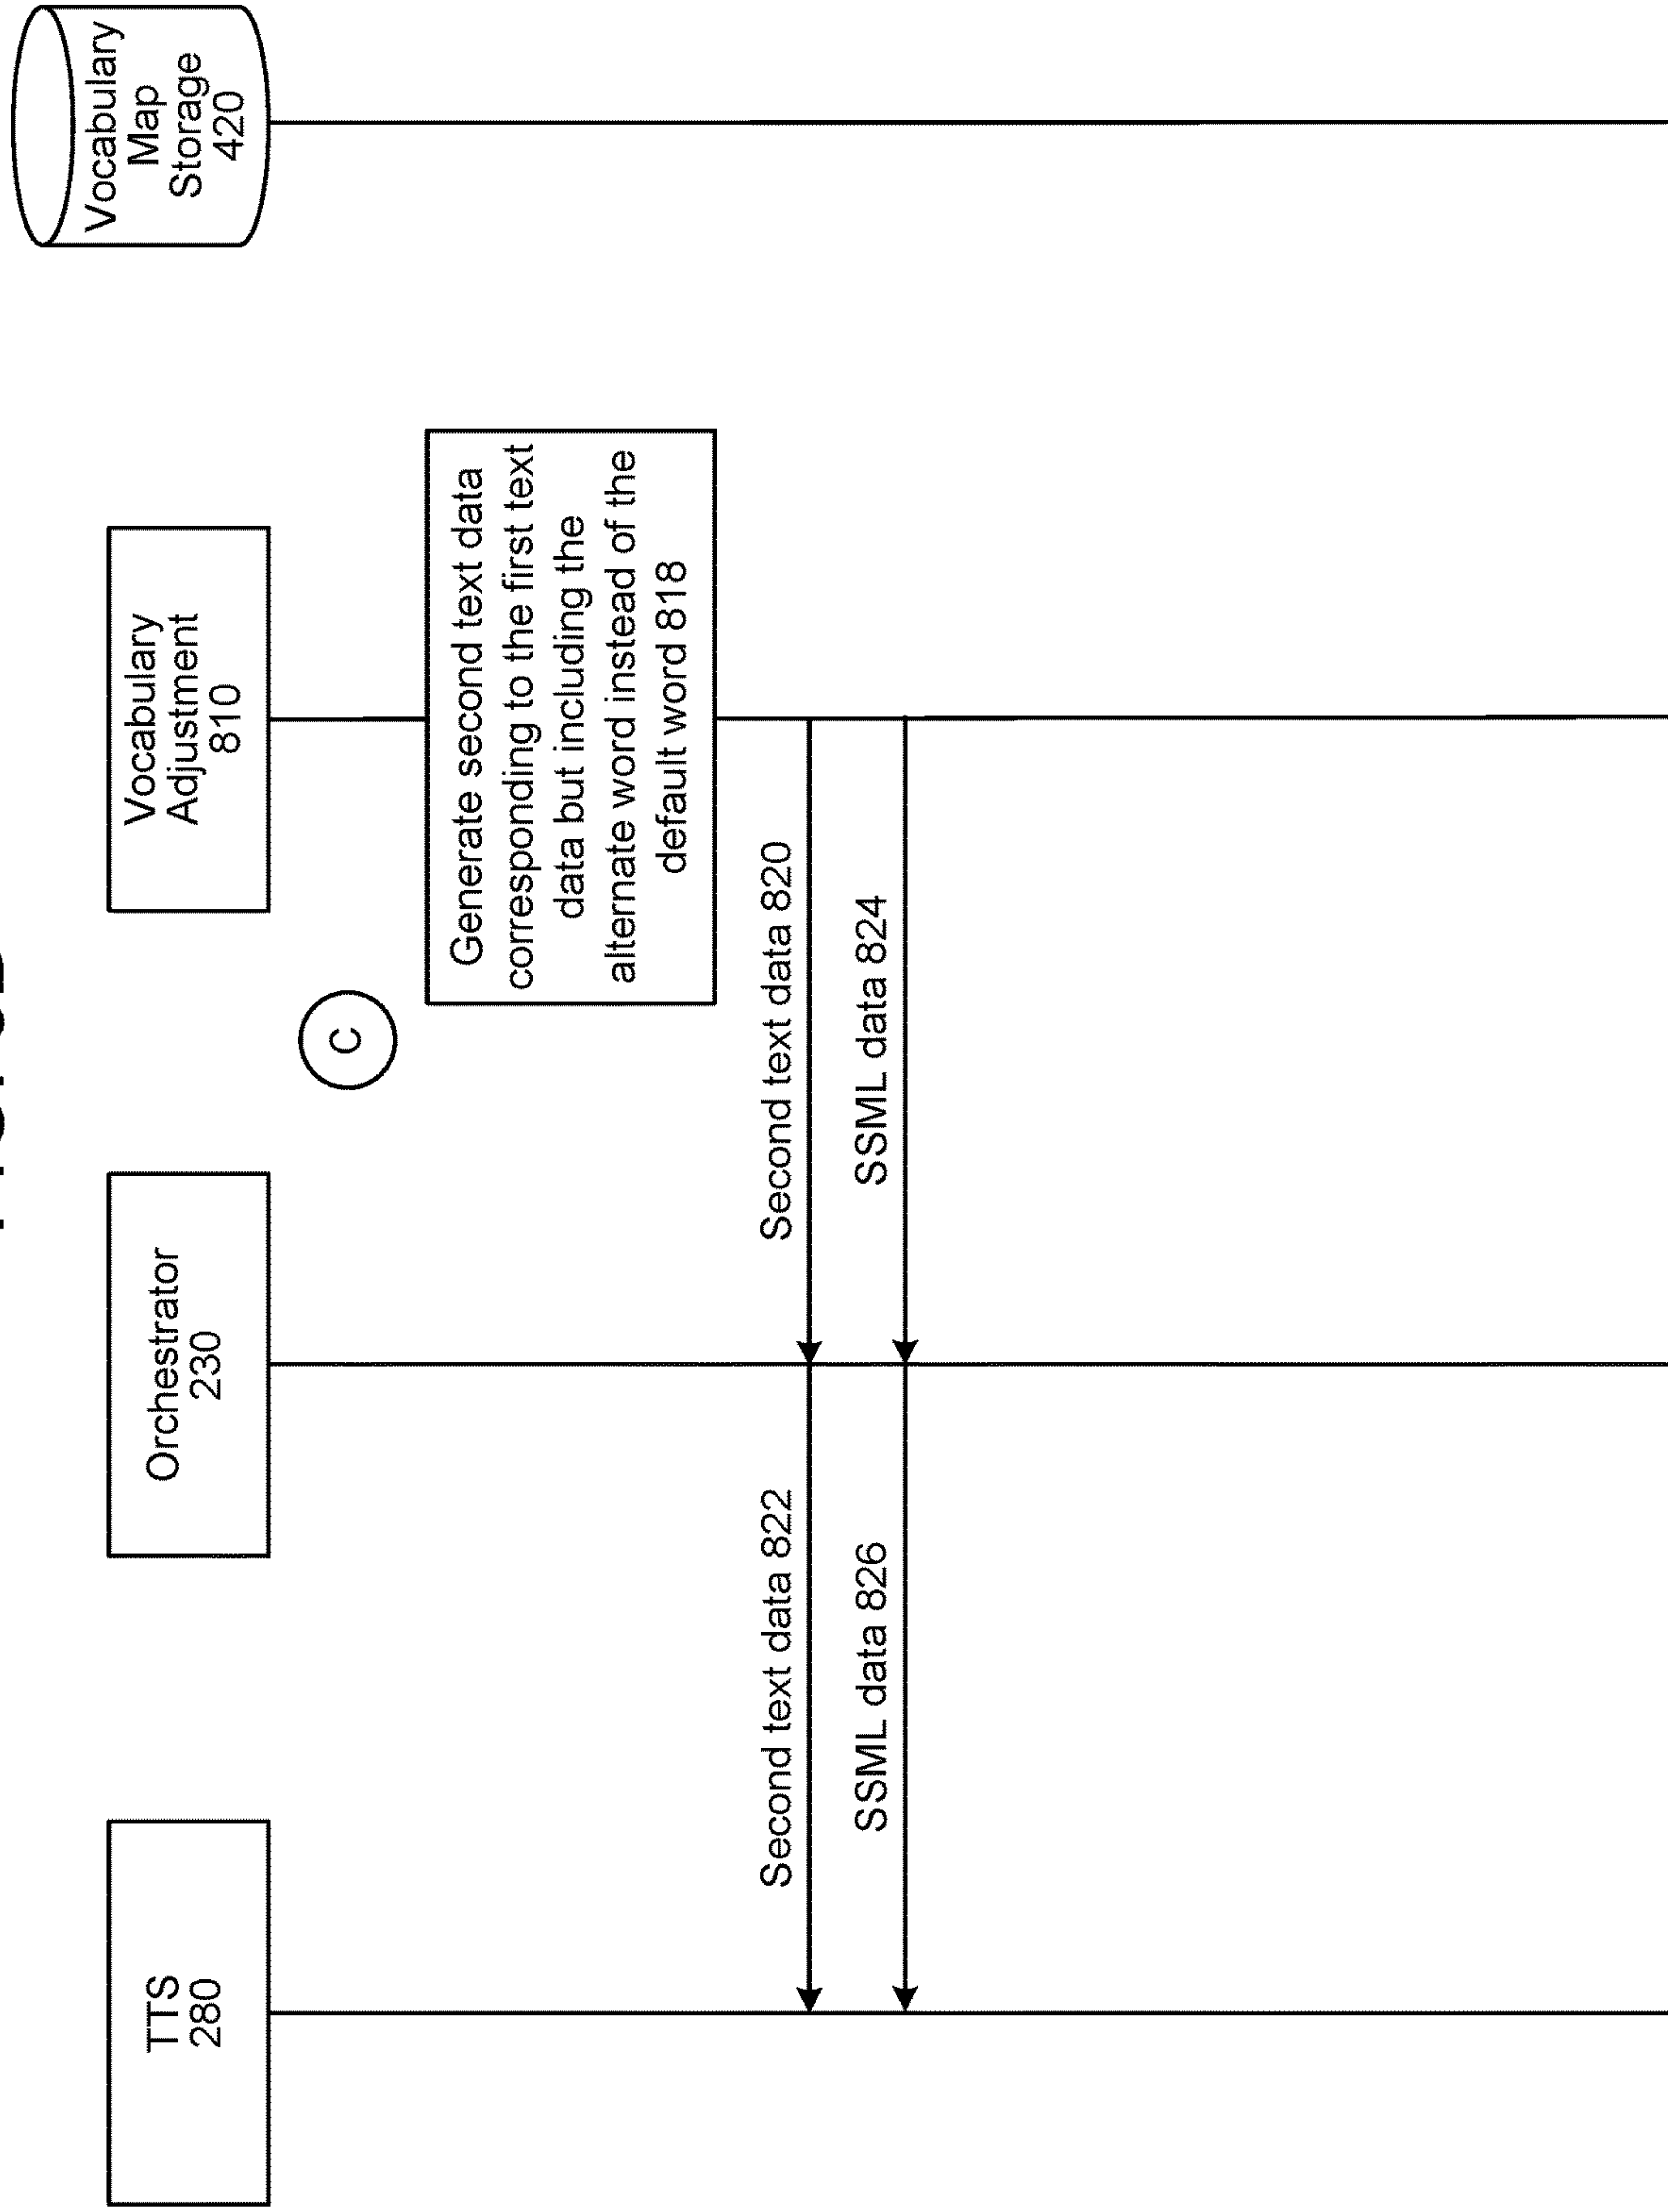 TTS
280
Orchestrator
230
Vocabulary
Adjustment
810
Vocabulary
Map
Storage
420
C
Generate second text data
corresponding to the first text
data but including the
alternate word instead of the
default word 818
Second text data 822
Second text data 820
SSML data 826
SSML data 824